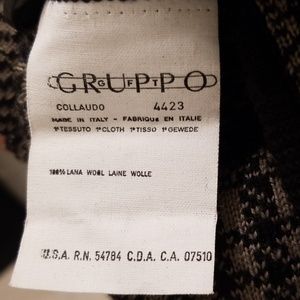 GRUPPO
GFT
COLLAUDO 4423
MADE IN ITALY - FABRIQUE EN ITALIE
1°TESSUTO 1°CLOTH 1°TISSO 1°GEWEDE
100% LANA WOOL LAINE WOLLE
U.S.A. R.N. 54784 C.D.A. C.A. 07510